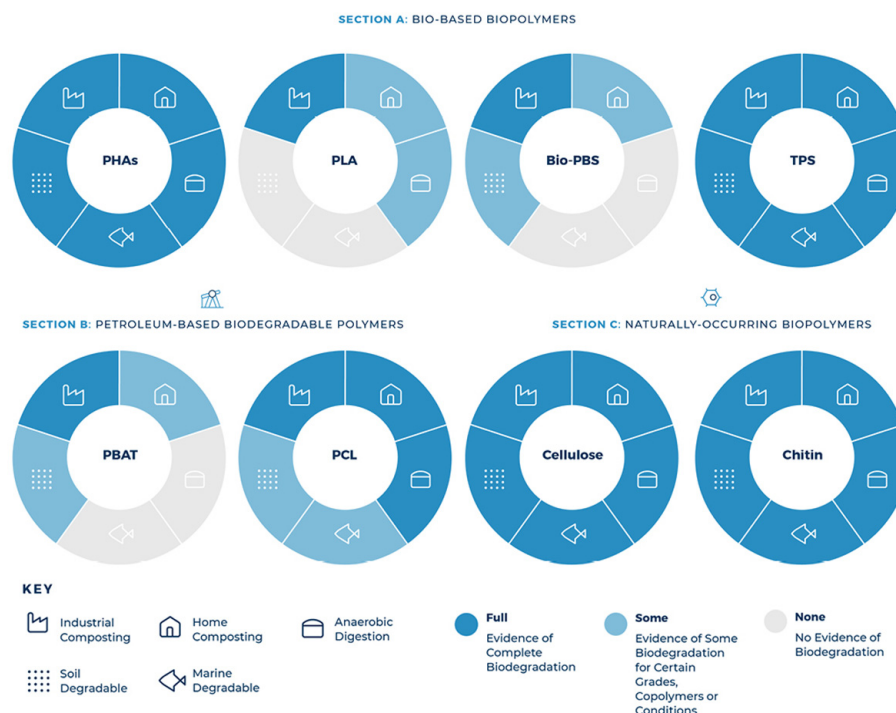 SECTION A: BIO-BASED BIOPOLYMERS
PHAs
PLA
Bio-PBS
TPS
SECTION B: PETROLEUM-BASED BIODEGRADABLE POLYMERS
SECTION C: NATURALLY-OCCURRING BIOPOLYMERS
PBAT
PCL
Cellulose
Chitin
KEY
Industrial
Composting
Home
Composting
Anaerobic
Digestion
Soil
Degradable
Marine
Degradable
Full
Evidence of
Complete
Biodegradation
Some
Evidence of Some
Biodegradation
for Certain
Grades,
Copolymers or
Conditions
None
No Evidence of
Biodegradation